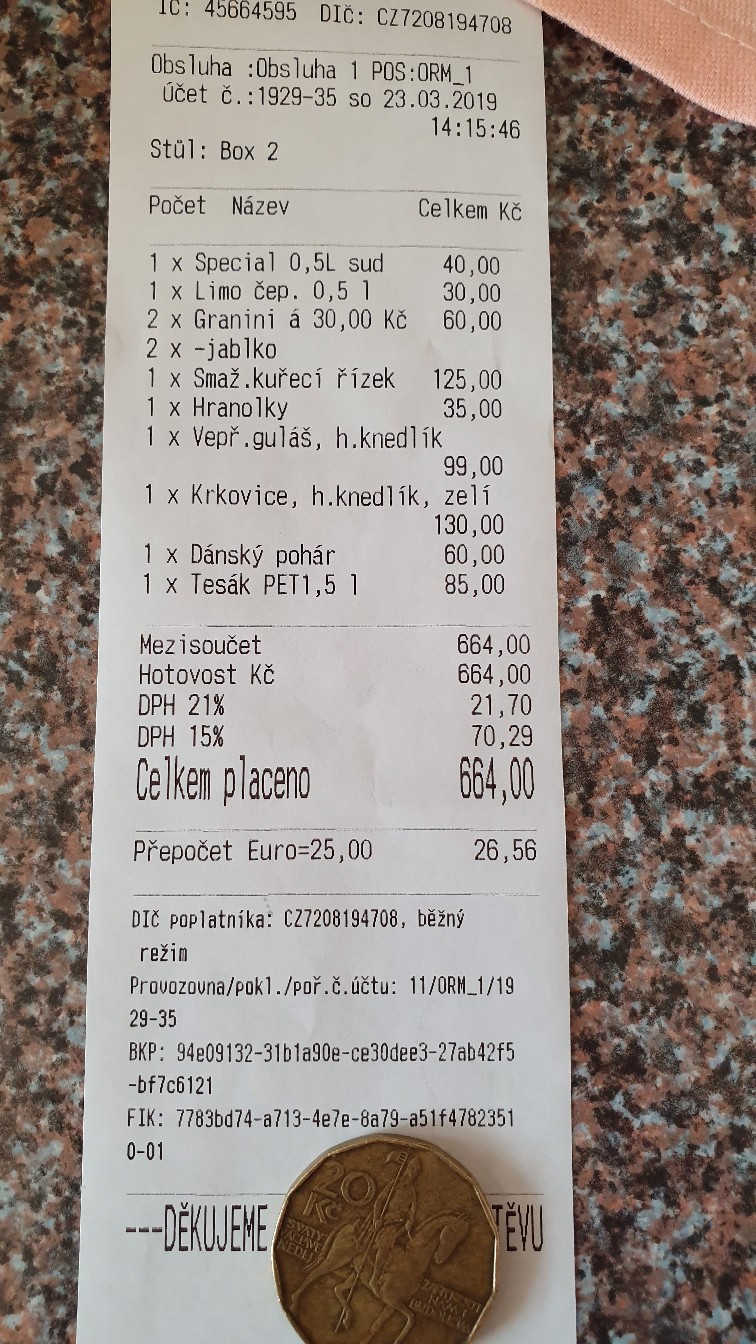 IČ: 45664595 DIČ: CZ7208194708
Obsluha :Obsluha 1 POS:ORM_1
Účet č.:1929-35 so 23.03.2019
14:15:46
Stůl: Box 2
Počet Název Celkem Kč
1 x Special 0,5L sud 40,00
1 x Limo čep. 0,5 l 30,00
2 x Granini á 30,00 Kč 60,00
2 x -jablko
1 x Smaž.kuřecí řízek 125,00
1 x Hranolky 35,00
1 x Vepř.guláš, h.knedlík
99,00
1 x Krkovice, h.knedlík, zelí
130,00
1 x Dánský pohár 60,00
1 x Tesák PET1,5 l 85,00
Mezisoučet 664,00
Hotovost Kč 664,00
DPH 21% 21,70
DPH 15% 70,29
Celkem placeno 664,00
Přepočet Euro=25,00 26,56
DIČ poplatníka: CZ7208194708, běžný
režim
Provozovna/pokl./poř.č.účtu: 11/ORM_1/19
29-35
BKP: 94e09132-31b1a90e-ce30dee3-27ab42f5
-bf7c6121
FIK: 7783bd74-a713-4e7e-8a79-a51f4782351
0-01
---DĚKUJEME TĚVU
20
Kč